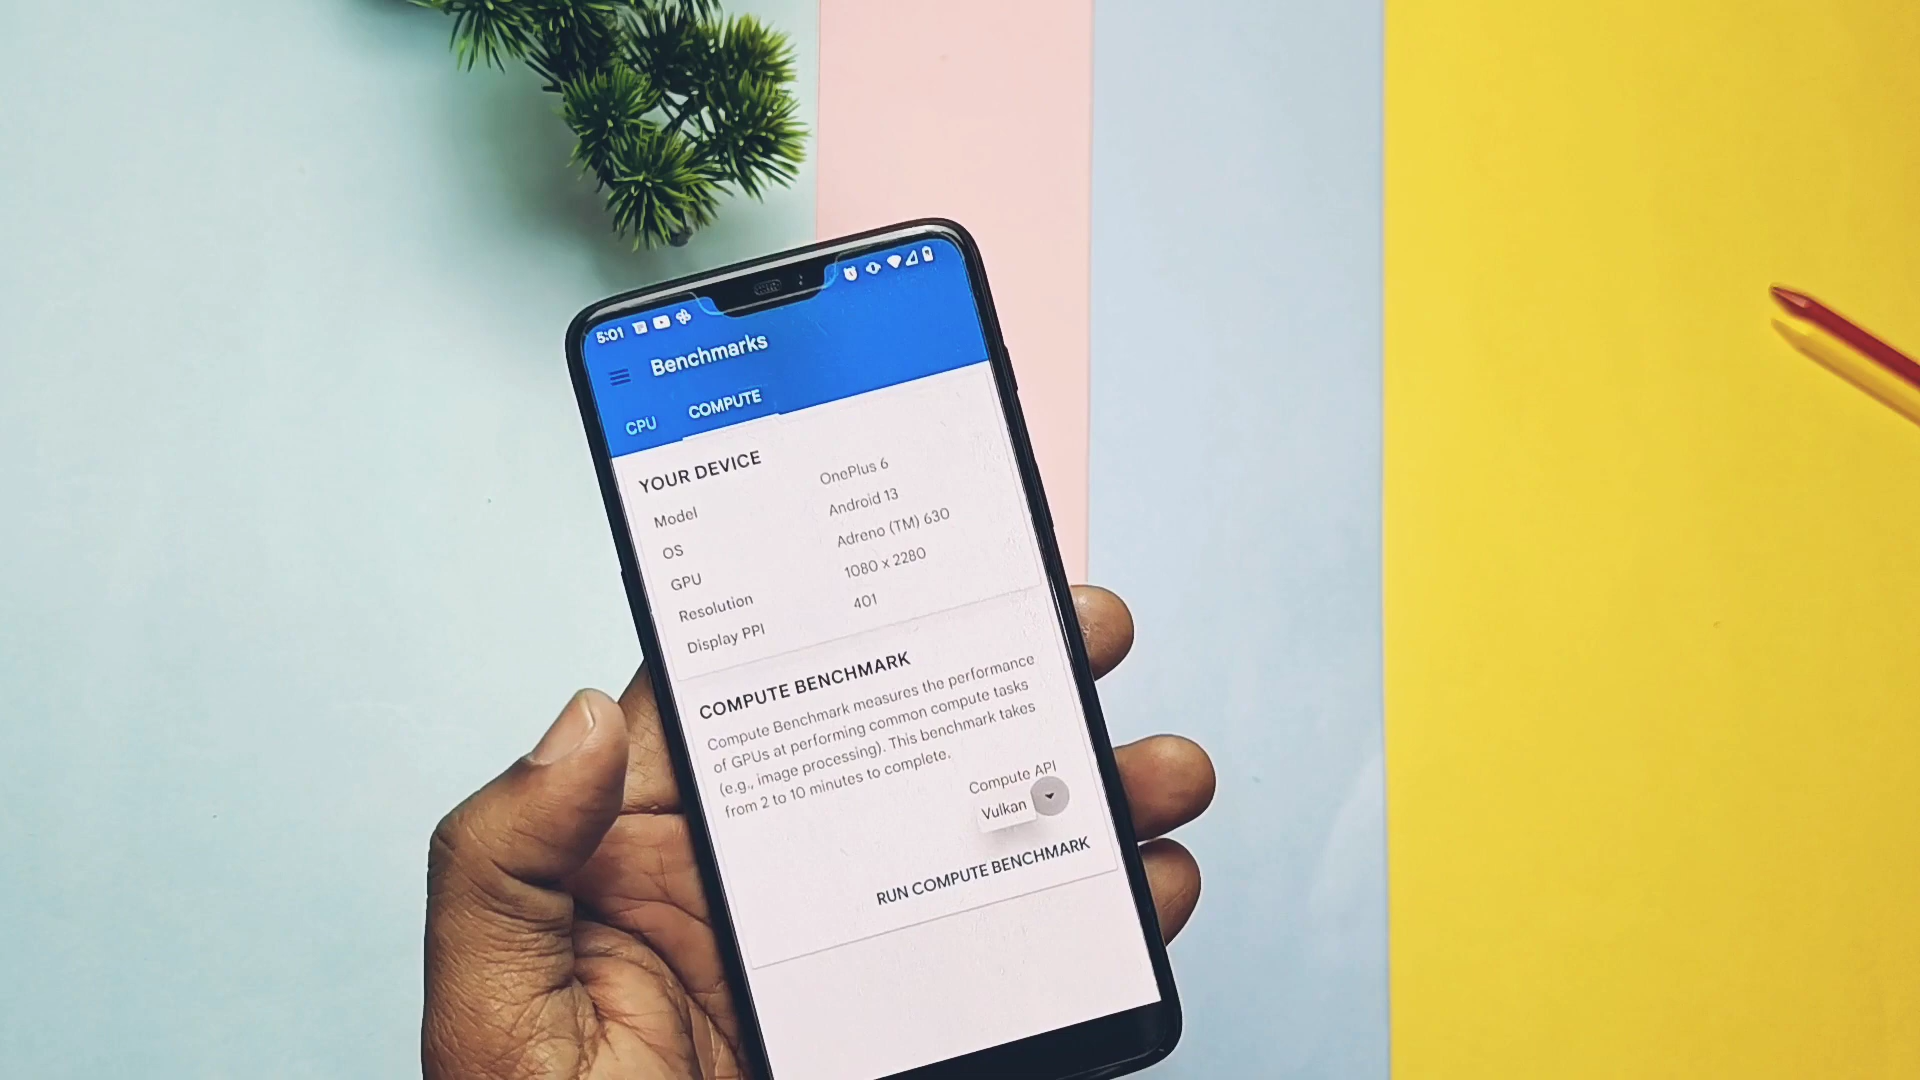 5:01
Benchmarks
CPU COMPUTE
YOUR DEVICE
Model OnePlus 6
OS Android 13
GPU Adreno (TM) 630
Resolution 1080 x 2280
Display PPI 401
COMPUTE BENCHMARK
Compute Benchmark measures the performance
of GPUs at performing common compute tasks
(e.g., image processing). This benchmark takes
from 2 to 10 minutes to complete.
Compute API
Vulkan
RUN COMPUTE BENCHMARK